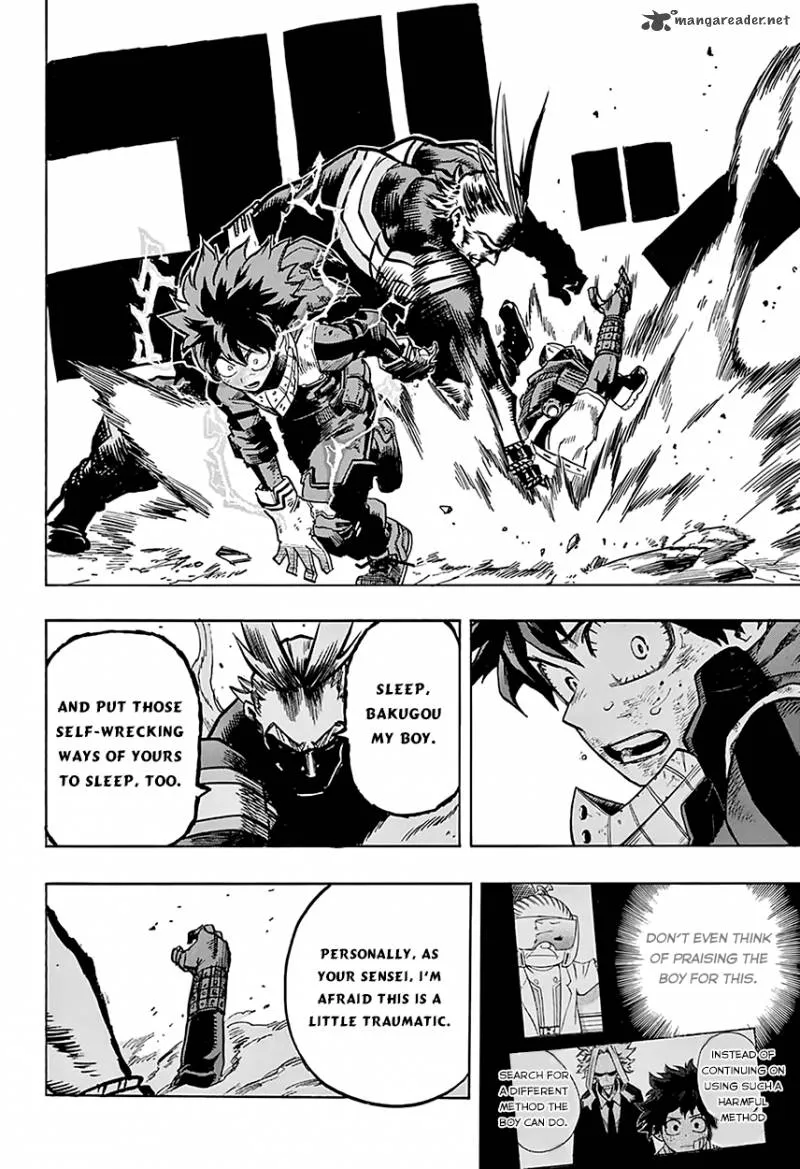 mangareader.net
SLEEP,
BAKUGOU
MY BOY.
AND PUT THOSE
SELF-WRECKING
WAYS OF YOURS
TO SLEEP, TOO.
DON'T EVEN THINK
OF PRAISING THE
BOY FOR THIS.
INSTEAD OF
CONTINUING ON
USING SUCH A
HARMFUL
METHOD
SEARCH FOR
A DIFFERENT
METHOD THE
BOY CAN DO.
PERSONALLY, AS
YOUR SENSEI, I'M
AFRAID THIS IS A
LITTLE TRAUMATIC.